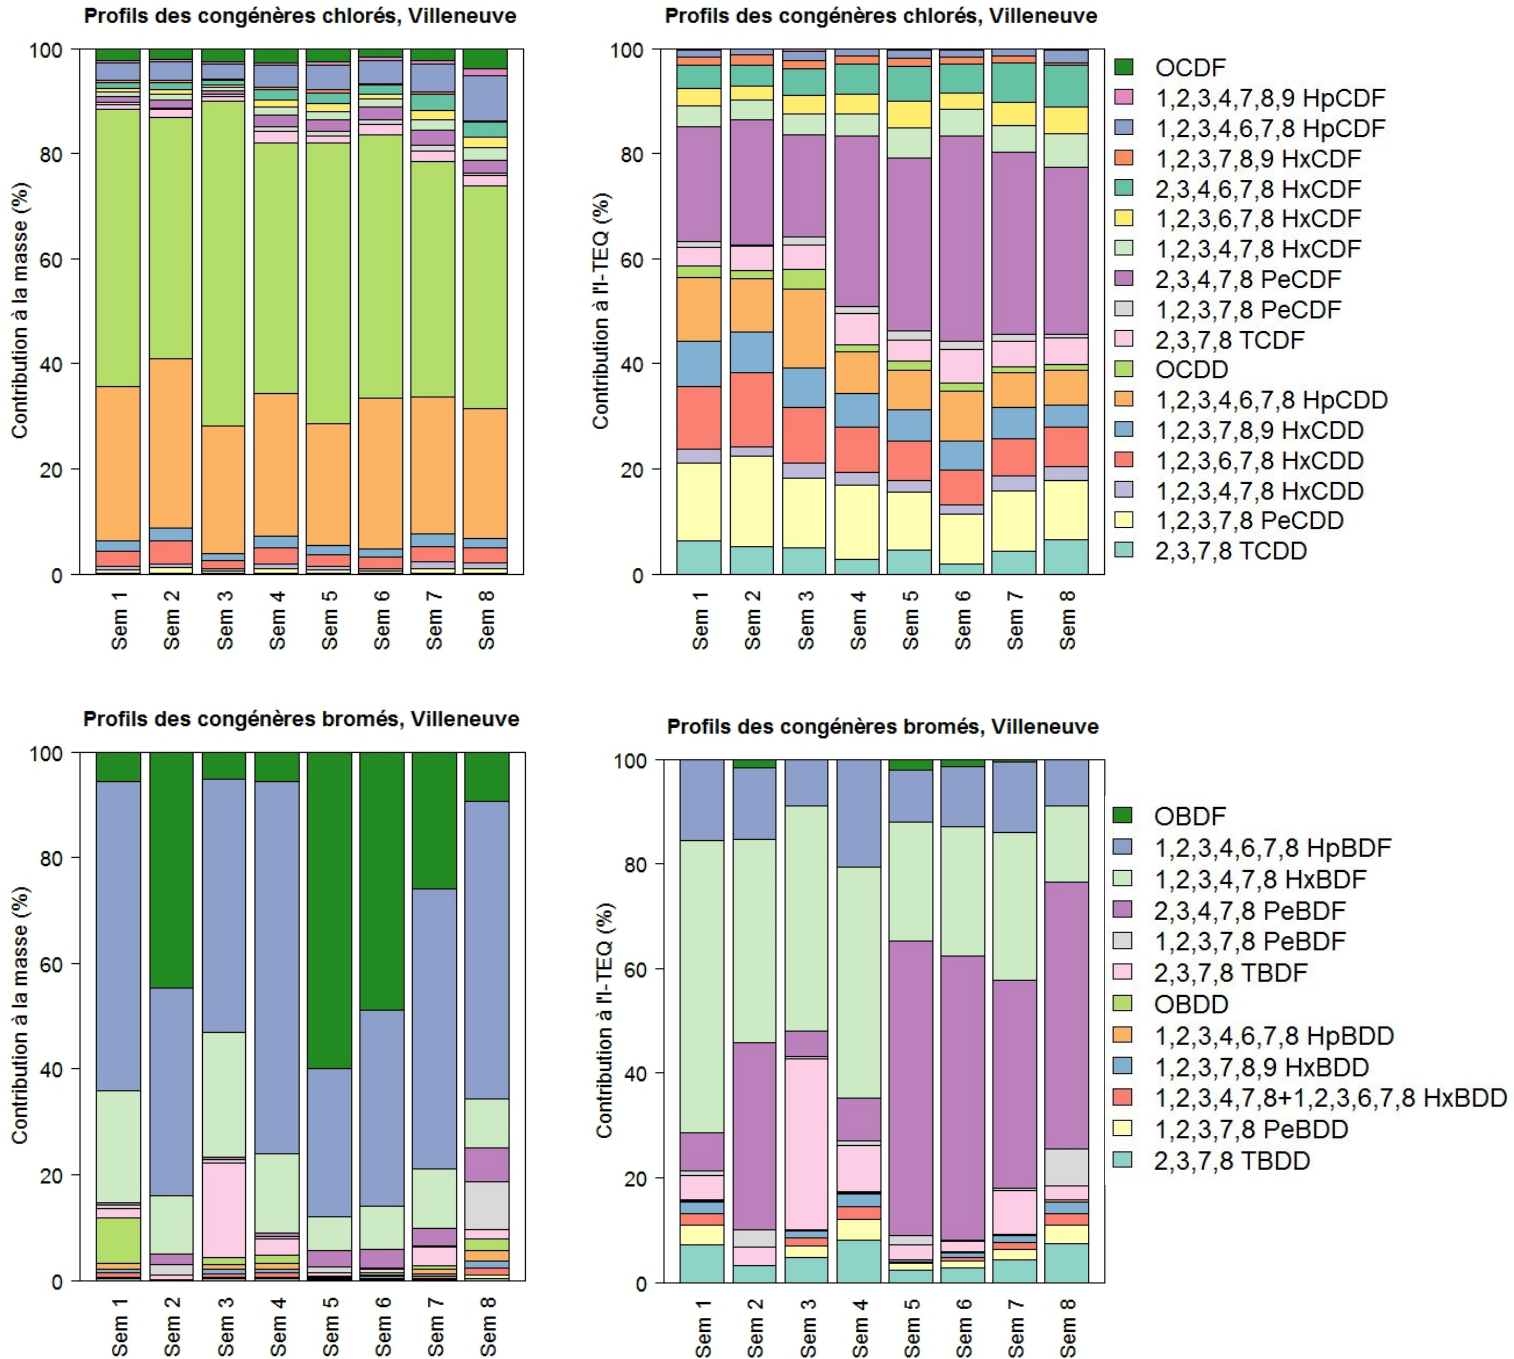 Profils des congénères chlorés, Villeneuve
Contribution à la masse (%)
100
80
60
40
20
0
Sem 1
Sem 2
Sem 3
Sem 4
Sem 5
Sem 6
Sem 7
Sem 8
Profils des congénères chlorés, Villeneuve
Contribution à l'I-TEQ (%)
100
80
60
40
20
0
Sem 1
Sem 2
Sem 3
Sem 4
Sem 5
Sem 6
Sem 7
Sem 8
OCDF
1,2,3,4,7,8,9 HpCDF
1,2,3,4,6,7,8 HpCDF
1,2,3,7,8,9 HxCDF
2,3,4,6,7,8 HxCDF
1,2,3,6,7,8 HxCDF
1,2,3,4,7,8 HxCDF
2,3,4,7,8 PeCDF
1,2,3,7,8 PeCDF
2,3,7,8 TCDF
OCDD
1,2,3,4,6,7,8 HpCDD
1,2,3,7,8,9 HxCDD
1,2,3,6,7,8 HxCDD
1,2,3,4,7,8 HxCDD
1,2,3,7,8 PeCDD
2,3,7,8 TCDD
Profils des congénères bromés, Villeneuve
Contribution à la masse (%)
100
80
60
40
20
0
Sem 1
Sem 2
Sem 3
Sem 4
Sem 5
Sem 6
Sem 7
Sem 8
Profils des congénères bromés, Villeneuve
Contribution à l'I-TEQ (%)
100
80
60
40
20
0
Sem 1
Sem 2
Sem 3
Sem 4
Sem 5
Sem 6
Sem 7
Sem 8
OBDF
1,2,3,4,6,7,8 HpBDF
1,2,3,4,7,8 HxBDF
2,3,4,7,8 PeBDF
1,2,3,7,8 PeBDF
2,3,7,8 TBDF
OBDD
1,2,3,4,6,7,8 HpBDD
1,2,3,7,8,9 HxBDD
1,2,3,4,7,8+1,2,3,6,7,8 HxBDD
1,2,3,7,8 PeBDD
2,3,7,8 TBDD